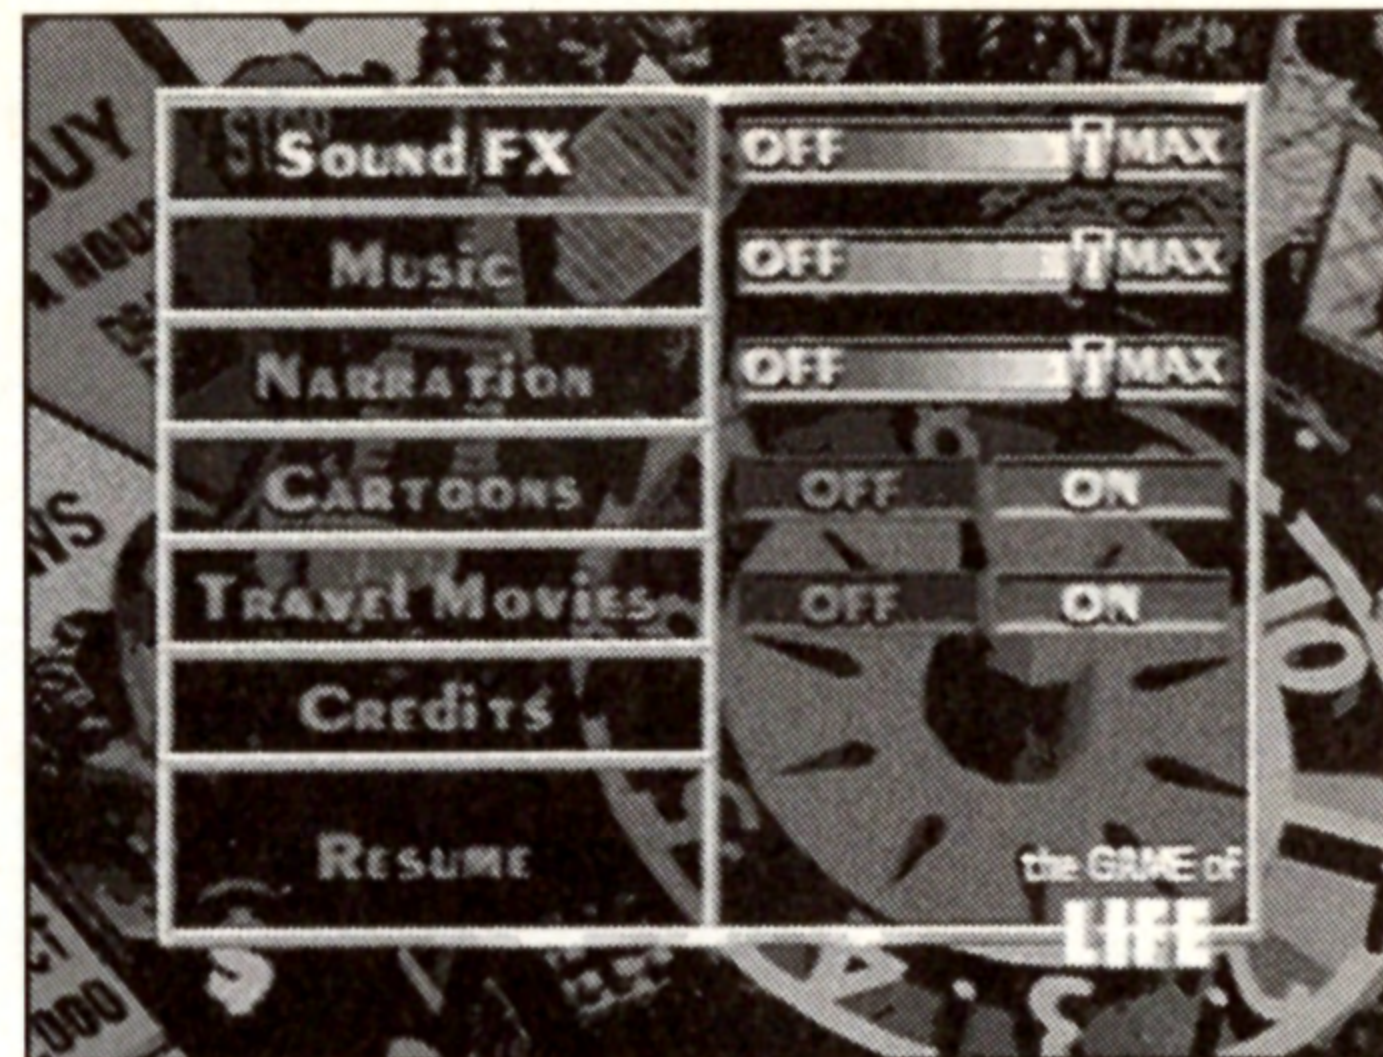 BUY
Sound FX OFF MAX
Music OFF MAX
Narration OFF MAX
Cartoons OFF ON
Travel Movies OFF ON
Credits
Resume
the GAME of
LIFE